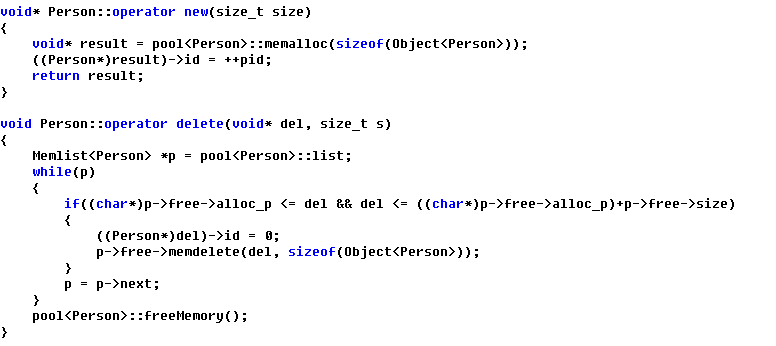 void* Person::operator new(size_t size)
{
    void* result = pool<Person>::memalloc(sizeof(Object<Person>));
    ((Person*)result)->id = ++pid;
    return result;
}

void Person::operator delete(void* del, size_t s)
{
    Memlist<Person> *p = pool<Person>::list;
    while(p)
    {
        if((char*)p->free->alloc_p <= del && del <= ((char*)p->free->alloc_p)+p->free->size)
        {
            ((Person*)del)->id = 0;
            p->free->memdelete(del, sizeof(Object<Person>));
        }
        p = p->next;
    }
    pool<Person>::freeMemory();
}